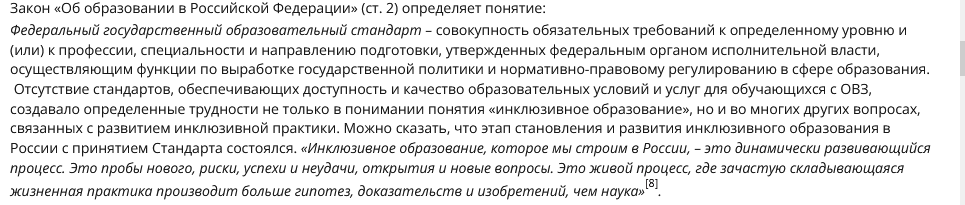 Закон «Об образовании в Российской Федерации» (ст. 2) определяет понятие:
Федеральный государственный образовательный стандарт – совокупность обязательных требований к определенному уровню и
(или) к профессии, специальности и направлению подготовки, утвержденных федеральным органом исполнительной власти,
осуществляющим функции по выработке государственной политики и нормативно-правовому регулированию в сфере образования.
Отсутствие стандартов, обеспечивающих доступность и качество образовательных условий и услуг для обучающихся с ОВЗ,
создавало определенные трудности не только в понимании понятия «инклюзивное образование», но и во многих других вопросах,
связанных с развитием инклюзивной практики. Можно сказать, что этап становления и развития инклюзивного образования в
России с принятием Стандарта состоялся. «Инклюзивное образование, которое мы строим в России, – это динамически развивающийся
процесс. Это пробы нового, риски, успехи и неудачи, открытия и новые вопросы. Это живой процесс, где зачастую складывающаяся
жизненная практика производит больше гипотез, доказательств и изобретений, чем наука»[8].